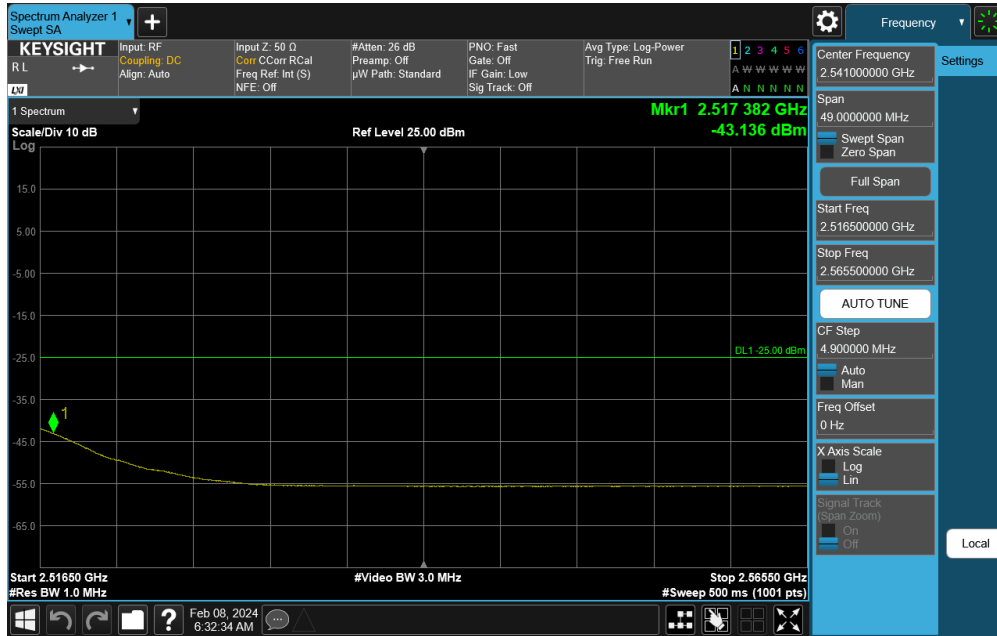 Spectrum Analyzer 1
Swept SA
Frequency
KEYSIGHT
R L
LXI
Input: RF
Coupling: DC
Align: Auto
Input Z: 50 Ω
Corr CCorr RCal
Freq Ref: Int (S)
NFE: Off
#Atten: 26 dB
Preamp: Off
µW Path: Standard
PNO: Fast
Gate: Off
IF Gain: Low
Sig Track: Off
Avg Type: Log-Power
Trig: Free Run
1 2 3 4 5 6
A W W W W W
A N N N N N
1 Spectrum
Scale/Div 10 dB
Log
Ref Level 25.00 dBm
Mkr1 2.517 382 GHz
-43.136 dBm
15.0
5.00
-5.00
-15.0
-25.0
-35.0
-45.0
-55.0
-65.0
1
DL1 -25.00 dBm
Start 2.51650 GHz
#Res BW 1.0 MHz
#Video BW 3.0 MHz
Stop 2.56550 GHz
#Sweep 500 ms (1001 pts)
Center Frequency
2.541000000 GHz
Span
49.0000000 MHz
Swept Span
Zero Span
Full Span
Start Freq
2.516500000 GHz
Stop Freq
2.565500000 GHz
AUTO TUNE
CF Step
4.900000 MHz
Auto
Man
Freq Offset
0 Hz
X Axis Scale
Log
Lin
Signal Track
(Span Zoom)
On
Off
Settings
Local
?
Feb 08, 2024
6:32:34 AM